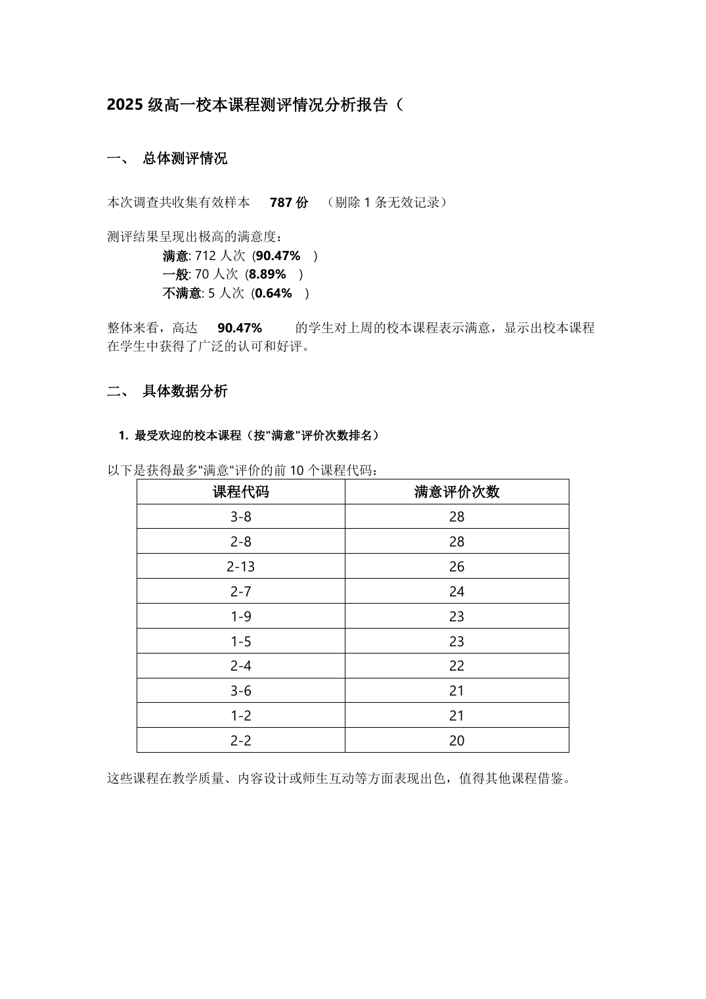 2025 级高一校本课程测评情况分析报告（
一、 总体测评情况
本次调查共收集有效样本 787 份 （剔除 1 条无效记录）
测评结果呈现出极高的满意度：
满意: 712 人次 (90.47% )
一般: 70 人次 (8.89% )
不满意: 5 人次 (0.64% )
整体来看，高达 90.47% 的学生对上周的校本课程表示满意，显示出校本课程
在学生中获得了广泛的认可和好评。
二、 具体数据分析
1. 最受欢迎的校本课程（按"满意"评价次数排名）
以下是获得最多"满意"评价的前 10 个课程代码：
课程代码 满意评价次数
3-8 28
2-8 28
2-13 26
2-7 24
1-9 23
1-5 23
2-4 22
3-6 21
1-2 21
2-2 20
这些课程在教学质量、内容设计或师生互动等方面表现出色，值得其他课程借鉴。